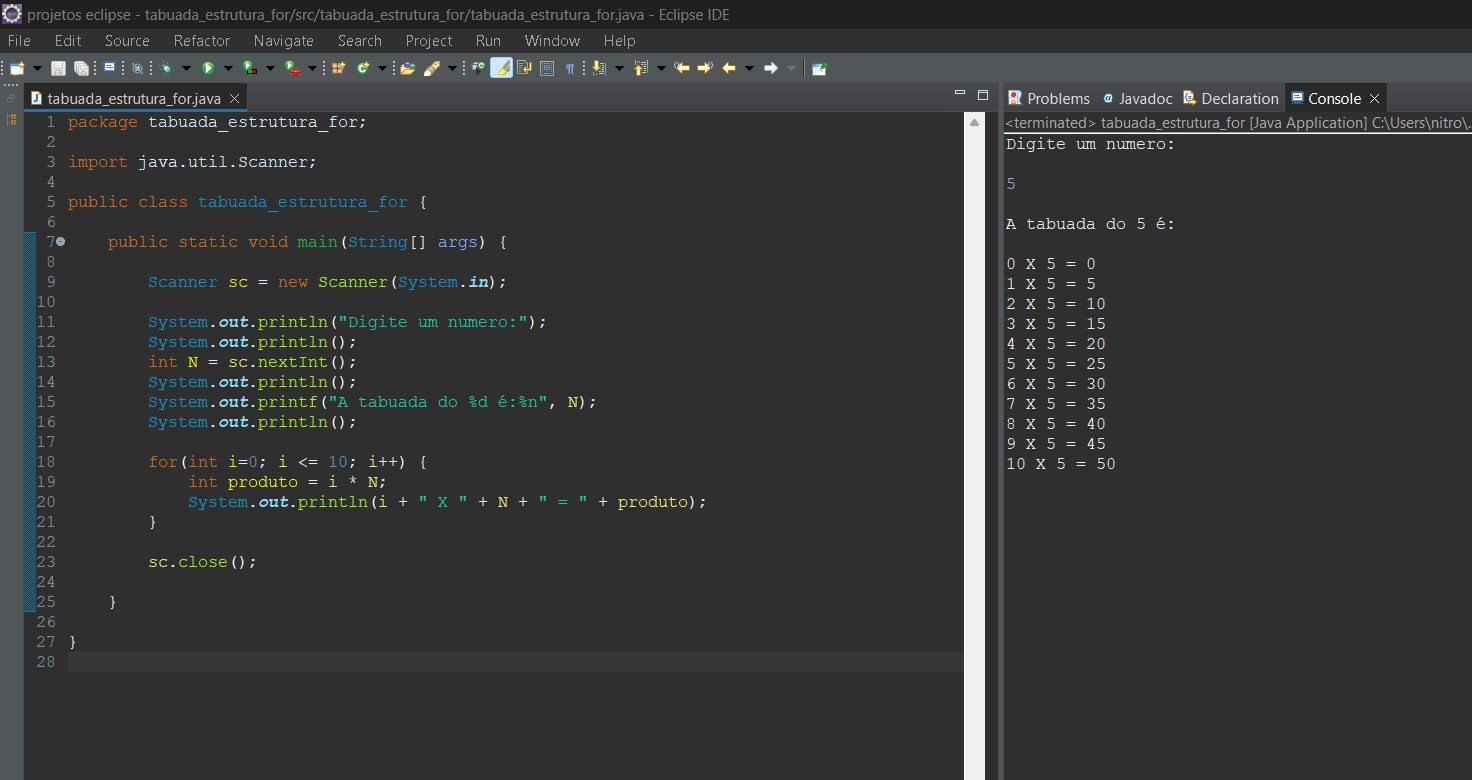 projetos eclipse - tabuada_estrutura_for/src/tabuada_estrutura_for/tabuada_estrutura_for.java - Eclipse IDE
File Edit Source Refactor Navigate Search Project Run Window Help
tabuada_estrutura_for.java
1 package tabuada_estrutura_for;
2
3 import java.util.Scanner;
4
5 public class tabuada_estrutura_for {
6
7 public static void main(String[] args) {
8
9 Scanner sc = new Scanner(System.in);
10
11 System.out.println("Digite um numero:");
12 System.out.println();
13 int N = sc.nextInt();
14 System.out.println();
15 System.out.printf("A tabuada do %d é:%n", N);
16 System.out.println();
17
18 for(int i=0; i <= 10; i++) {
19 int produto = i * N;
20 System.out.println(i + " X " + N + " = " + produto);
21 }
22
23 sc.close();
24
25 }
26
27 }
28
Problems Javadoc Declaration Console
<terminated> tabuada_estrutura_for [Java Application] C:\Users\nitro\...
Digite um numero:
5
A tabuada do 5 é:
0 X 5 = 0
1 X 5 = 5
2 X 5 = 10
3 X 5 = 15
4 X 5 = 20
5 X 5 = 25
6 X 5 = 30
7 X 5 = 35
8 X 5 = 40
9 X 5 = 45
10 X 5 = 50